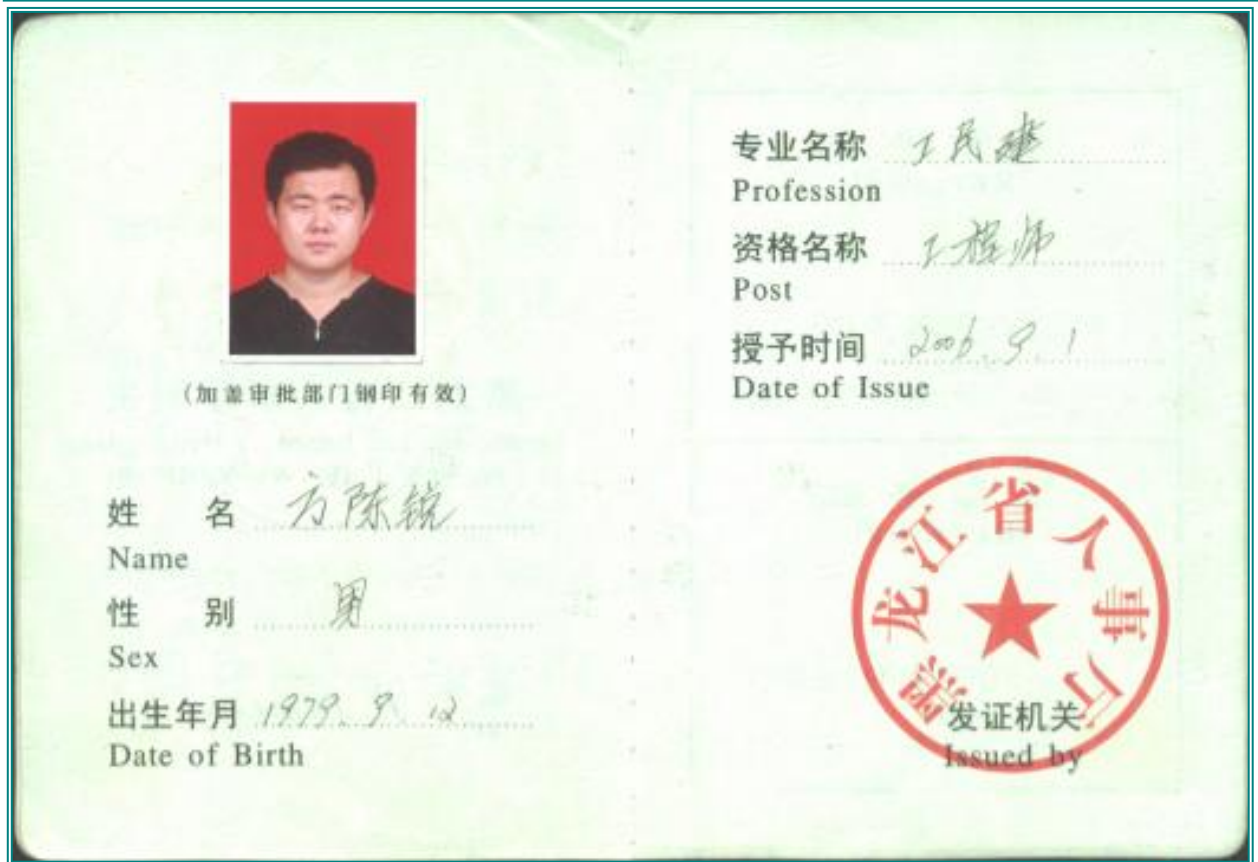 (加盖审批部门钢印有效)
姓 名 方陈锐
Name
性 别 男
Sex
出生年月 1979.9.12
Date of Birth
专业名称 工民建
Profession
资格名称 工程师
Post
授予时间 2006.9.1
Date of Issue
黑龙江省人事厅
发证机关
Issued by